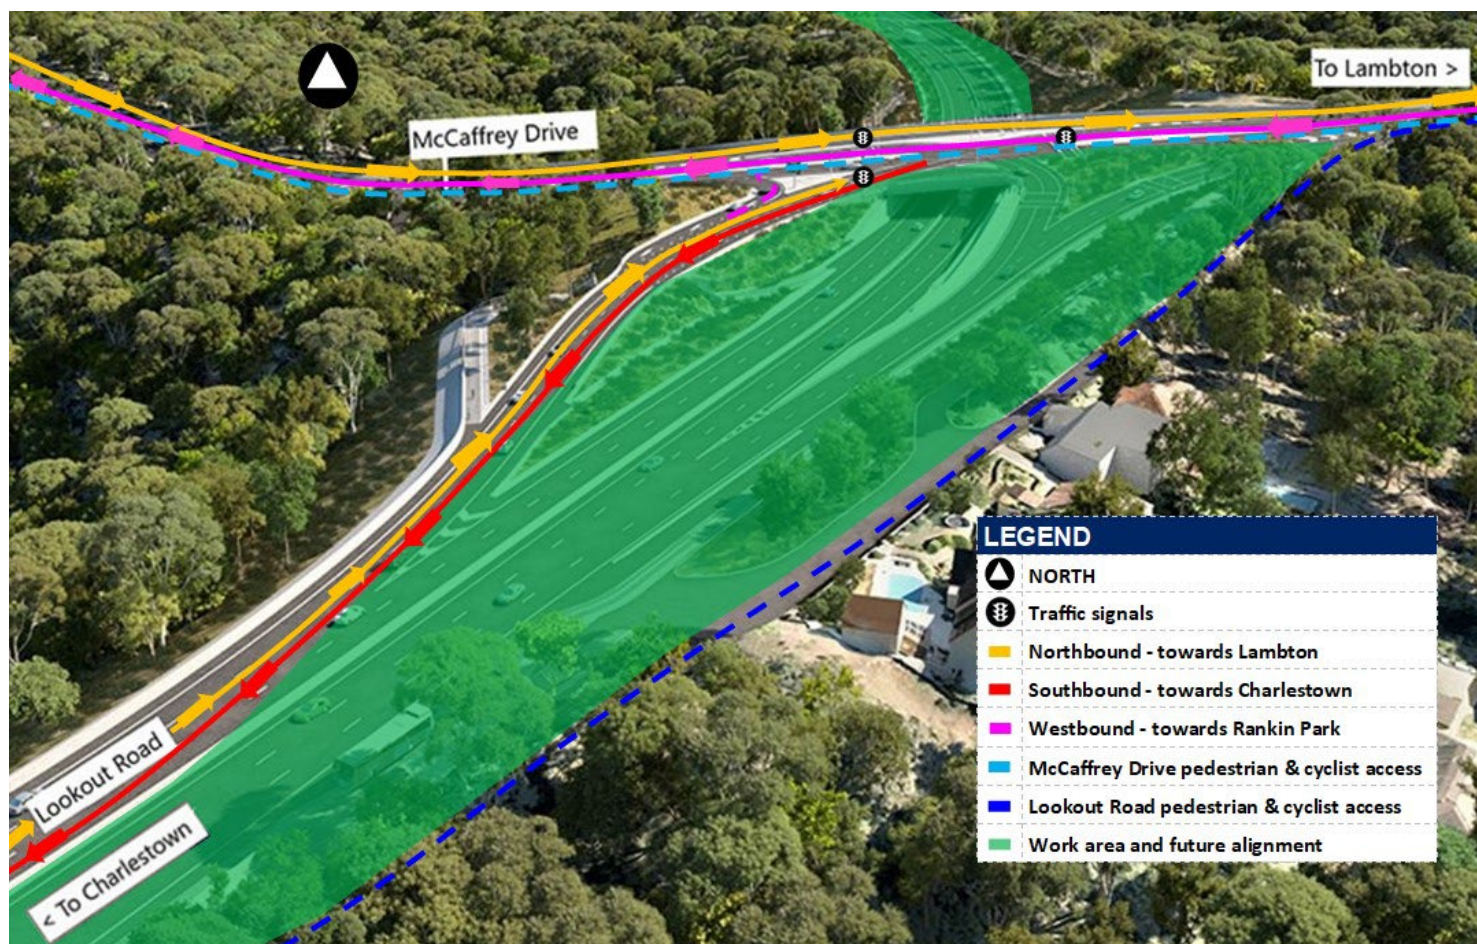 To Lambton >
McCaffrey Drive
Lookout Road
< To Charlestown
LEGEND
NORTH
Traffic signals
Northbound - towards Lambton
Southbound - towards Charlestown
Westbound - towards Rankin Park
McCaffrey Drive pedestrian & cyclist access
Lookout Road pedestrian & cyclist access
Work area and future alignment